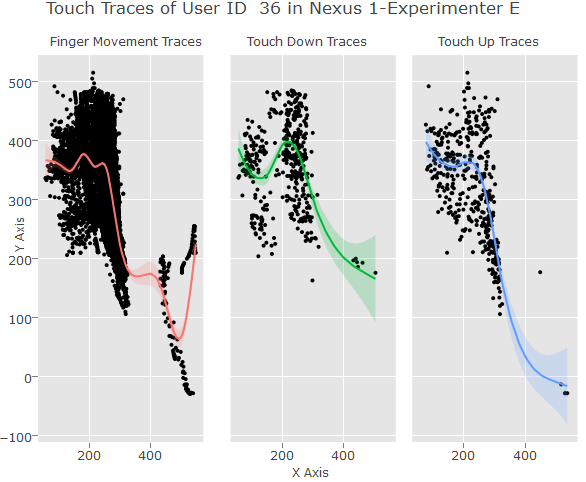 Touch Traces of User ID  36 in Nexus 1-Experimenter E
Finger Movement Traces
Touch Down Traces
Touch Up Traces
500
400
300
200
100
0
−100
Y Axis
200 400
200 400
200 400
X Axis